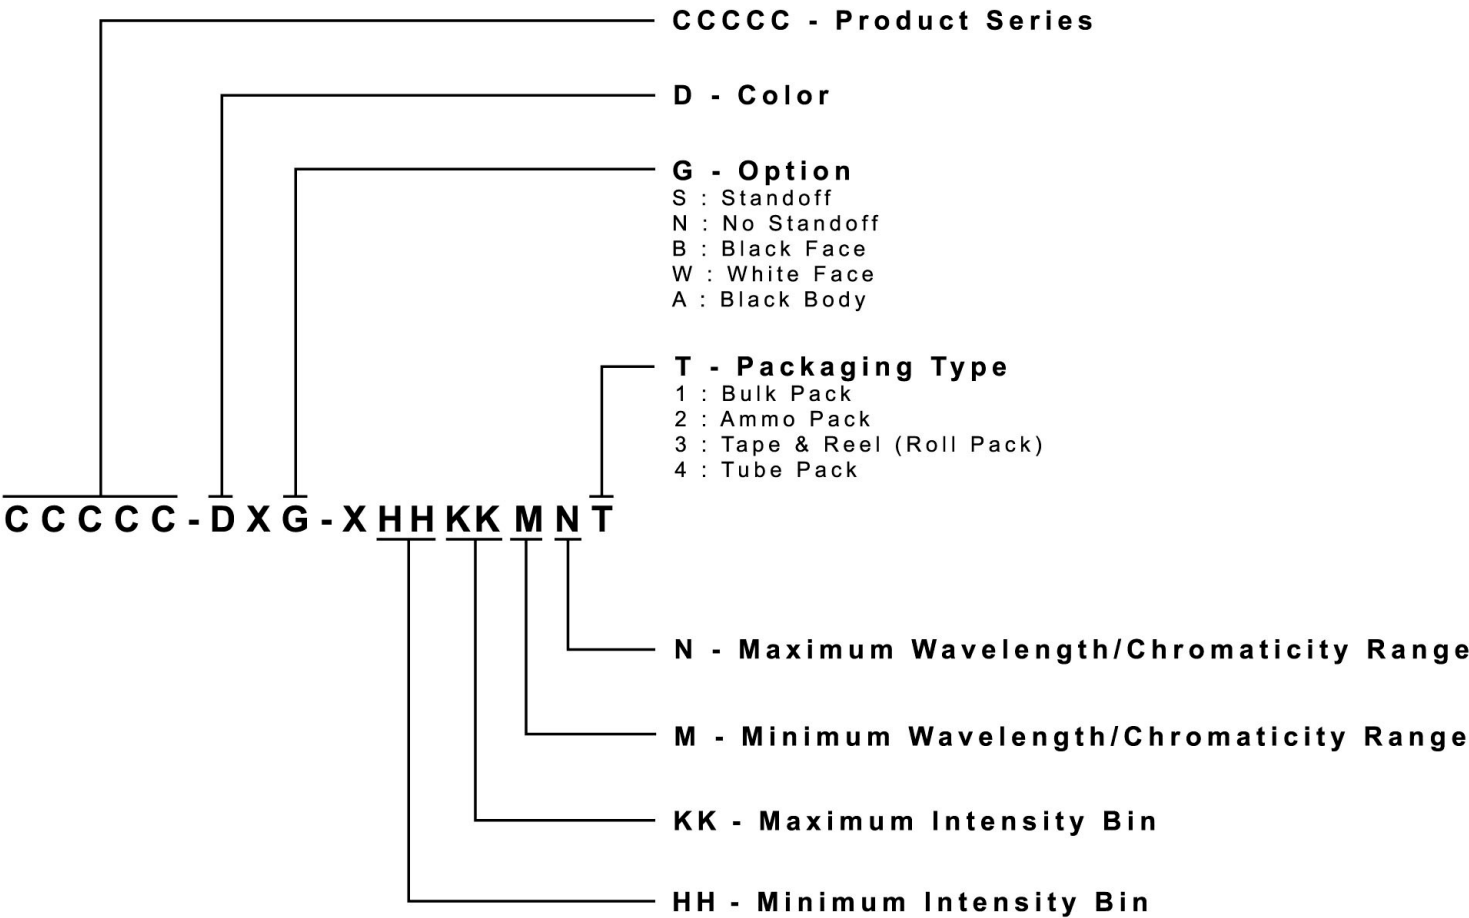 CCCCC - Product Series
D - Color
G - Option
S : Standoff
N : No Standoff
B : Black Face
W : White Face
A : Black Body
T - Packaging Type
1 : Bulk Pack
2 : Ammo Pack
3 : Tape & Reel (Roll Pack)
4 : Tube Pack
CCCCC-DXG-XHHKKMNT
N - Maximum Wavelength/Chromaticity Range
M - Minimum Wavelength/Chromaticity Range
KK - Maximum Intensity Bin
HH - Minimum Intensity Bin